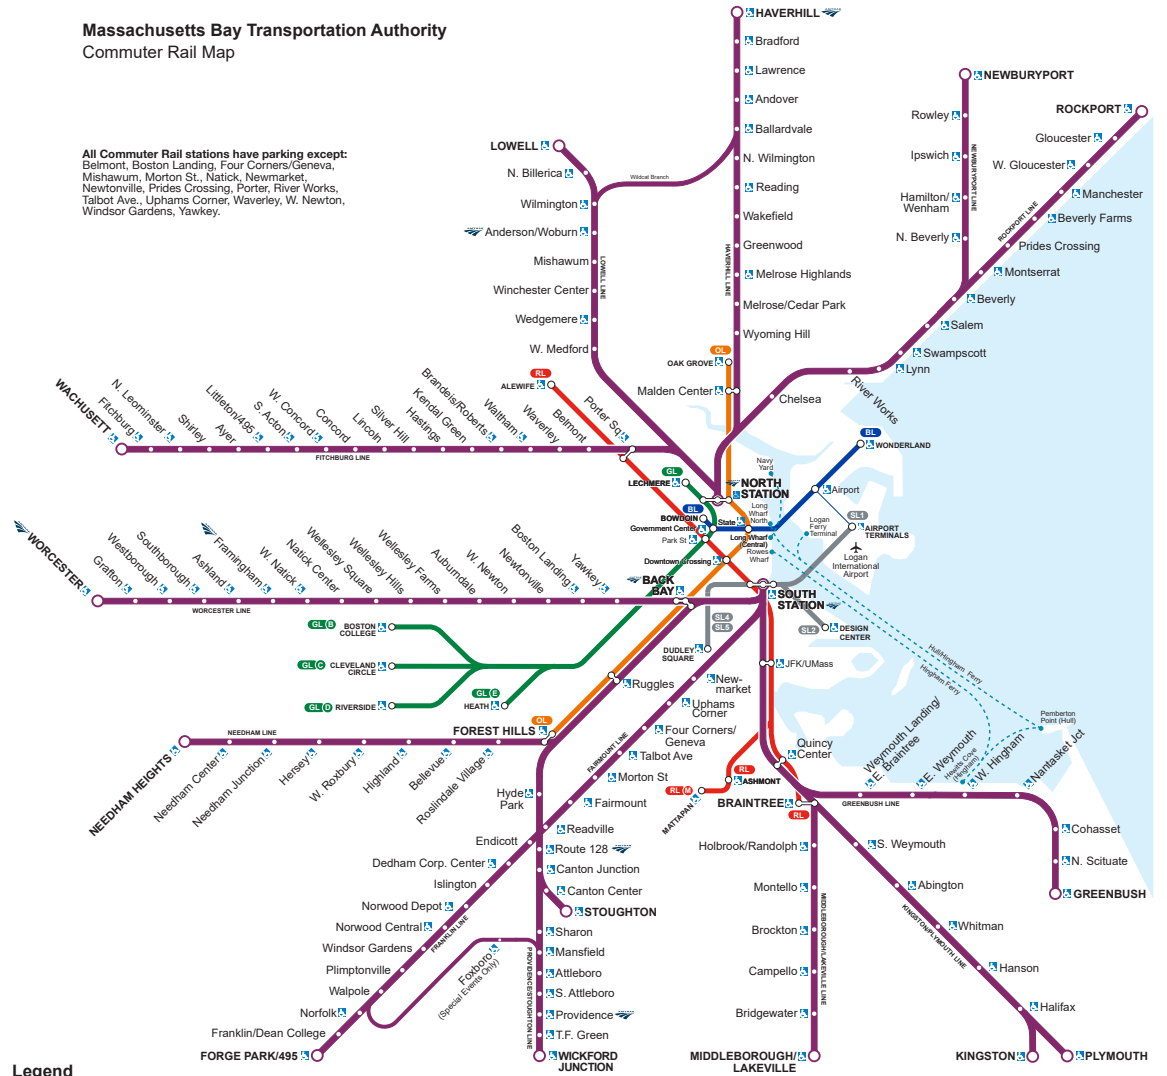 Massachusetts Bay Transportation Authority
Commuter Rail Map
All Commuter Rail stations have parking except:
Belmont, Boston Landing, Four Corners/Geneva,
Mishawum, Morton St., Natick, Newmarket,
Newtonville, Prides Crossing, Porter, River Works,
Talbot Ave., Uphams Corner, Waverley, W. Newton,
Windsor Gardens, Yawkey.
HAVERHILL
Bradford
Lawrence
Andover
Ballardvale
N. Wilmington
Reading
Wakefield
Greenwood
Melrose Highlands
Melrose/Cedar Park
Wyoming Hill
Malden Center
HAVERHILL LINE
Wildcat Branch
NEWBURYPORT
Rowley
Ipswich
Hamilton/
Wenham
N. Beverly
NEWBURYPORT LINE
ROCKPORT
Gloucester
W. Gloucester
Manchester
Beverly Farms
Prides Crossing
Montserrat
Beverly
Salem
Swampscott
Lynn
River Works
Chelsea
ROCKPORT LINE
LOWELL
N. Billerica
Wilmington
Anderson/Woburn
Mishawum
Winchester Center
Wedgemere
W. Medford
LOWELL LINE
OL
OAK GROVE
RL
ALEWIFE
WACHUSETT
Fitchburg
N. Leominster
Shirley
Ayer
Littleton/495
S. Acton
W. Concord
Concord
Lincoln
Silver Hill
Hastings
Kendal Green
Brandeis/Roberts
Waltham
Waverley
Belmont
Porter Sq
FITCHBURG LINE
GL
LECHMERE
NORTH
STATION
BL
BOWDOIN
Government Center
Park St
State
Downtown Crossing
BL
WONDERLAND
Airport
SL1
AIRPORT
TERMINALS
Logan
International
Airport
Navy
Yard
Long
Wharf
North
Logan
Ferry
Terminal
Long Wharf
(Central)
Rowes
Wharf
WORCESTER
Grafton
Westborough
Southborough
Ashland
Framingham
W. Natick
Natick Center
Wellesley Square
Wellesley Hills
Wellesley Farms
Auburndale
W. Newton
Newtonville
Boston Landing
Yawkey
WORCESTER LINE
BACK
BAY
SOUTH
STATION
SL4
SL5
DUDLEY
SQUARE
SL2
DESIGN
CENTER
GL B
BOSTON
COLLEGE
GL C
CLEVELAND
CIRCLE
GL D
RIVERSIDE
GL E
HEATH
JFK/UMass
Hull/Hingham Ferry
Hingham Ferry
Pemberton
Point (Hull)
Ruggles
New-
market
Uphams
Corner
Four Corners/
Geneva
Talbot Ave
Morton St
Fairmount
FAIRMOUNT LINE
OL
FOREST HILLS
NEEDHAM LINE
NEEDHAM HEIGHTS
Needham Center
Needham Junction
Hersey
W. Roxbury
Highland
Bellevue
Roslindale Village
RL
ASHMONT
RL M
MATTAPAN
Quincy
Center
BRAINTREE
RL
Weymouth Landing/
E. Braintree
E. Weymouth
Hewitts Cove
(Hingham)
W. Hingham
Nantasket Jct
GREENBUSH LINE
Cohasset
N. Scituate
GREENBUSH
Hyde
Park
Readville
Route 128
Canton Junction
Canton Center
STOUGHTON
Sharon
Mansfield
Attleboro
S. Attleboro
Providence
T.F. Green
WICKFORD
JUNCTION
PROVIDENCE/STOUGHTON LINE
Endicott
Dedham Corp. Center
Islington
Norwood Depot
Norwood Central
Windsor Gardens
Plimptonville
Walpole
Norfolk
Franklin/Dean College
FORGE PARK/495
FRANKLIN LINE
Foxboro
(Special Events Only)
Holbrook/Randolph
Montello
Brockton
Campello
Bridgewater
MIDDLEBOROUGH/
LAKEVILLE
MIDDLEBOROUGH/LAKEVILLE LINE
S. Weymouth
Abington
Whitman
Hanson
Halifax
KINGSTON
PLYMOUTH
KINGSTON/PLYMOUTH LINE
Legend